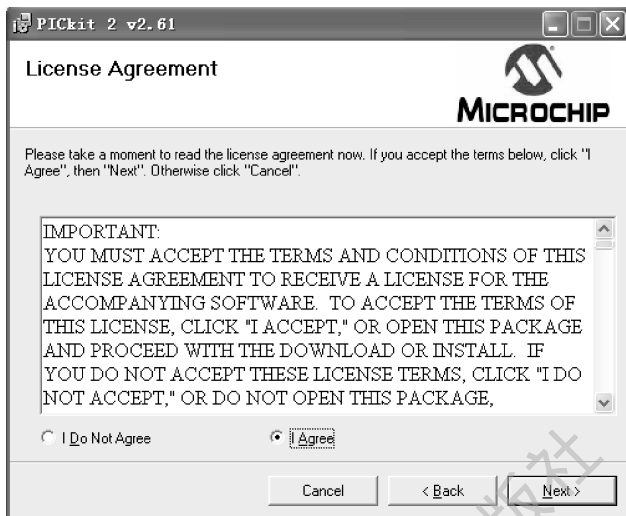 PICkit 2 v2.61
License Agreement
MICROCHIP
Please take a moment to read the license agreement now. If you accept the terms below, click "I
Agree", then "Next". Otherwise click "Cancel".
IMPORTANT:
YOU MUST ACCEPT THE TERMS AND CONDITIONS OF THIS
LICENSE AGREEMENT TO RECEIVE A LICENSE FOR THE
ACCOMPANYING SOFTWARE. TO ACCEPT THE TERMS OF
THIS LICENSE, CLICK "I ACCEPT," OR OPEN THIS PACKAGE
AND PROCEED WITH THE DOWNLOAD OR INSTALL. IF
YOU DO NOT ACCEPT THESE LICENSE TERMS, CLICK "I DO
NOT ACCEPT," OR DO NOT OPEN THIS PACKAGE,
I Do Not Agree
I Agree
Cancel
< Back
Next >
版社